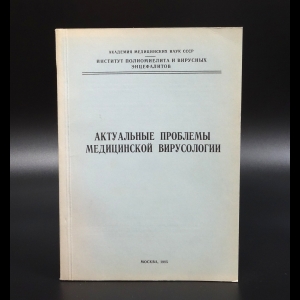 АКАДЕМИЯ МЕДИЦИНСКИХ НАУК СССР
ИНСТИТУТ ПОЛИОМИЕЛИТА И ВИРУСНЫХ
ЭНЦЕФАЛИТОВ
АКТУАЛЬНЫЕ ПРОБЛЕМЫ
МЕДИЦИНСКОЙ ВИРУСОЛОГИИ
МОСКВА,